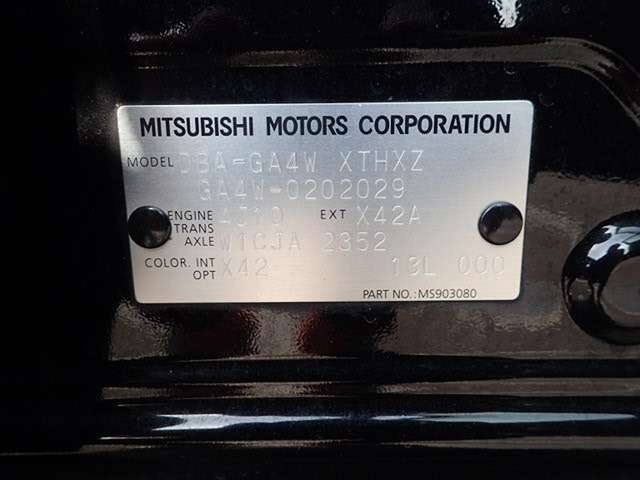 MITSUBISHI MOTORS CORPORATION
MODEL DBA-GA4W XTHXZ
GA4W-0202029
ENGINE 4J10 EXT X42A
TRANS
AXLE W1CJA 2352
COLOR. INT
OPT X42 13L 000
PART NO.: MS903080